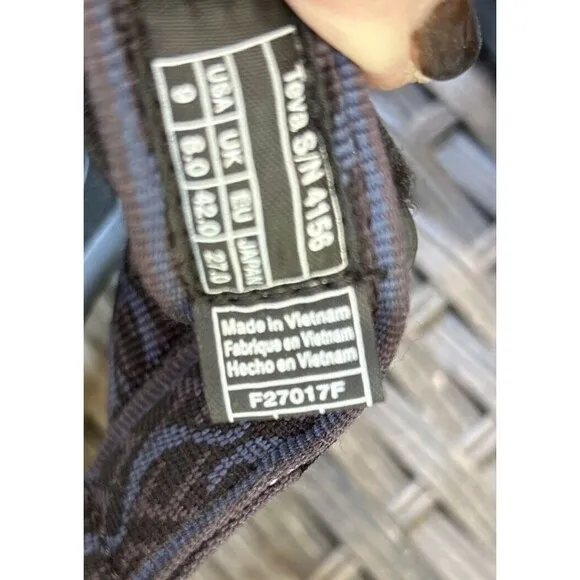 Teva S/N 4156
USA UK EU JAPAN
9 8.0 42.0 27.0
Made in Vietnam
Fabrique en Vietnam
Hecho en Vietnam
F27017F